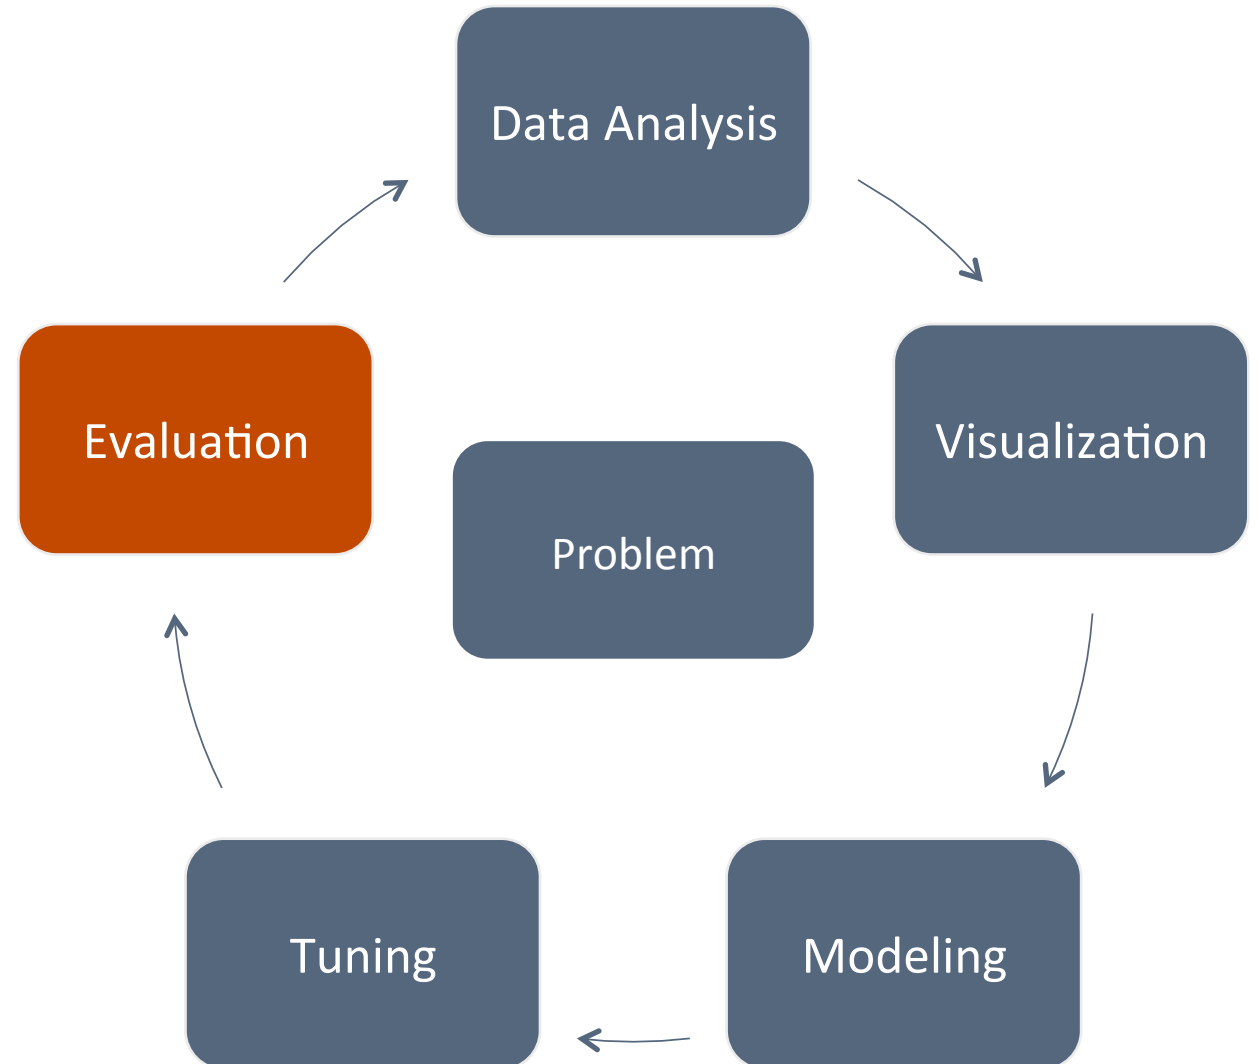 Data Analysis
Evaluation
Visualization
Problem
Tuning
Modeling